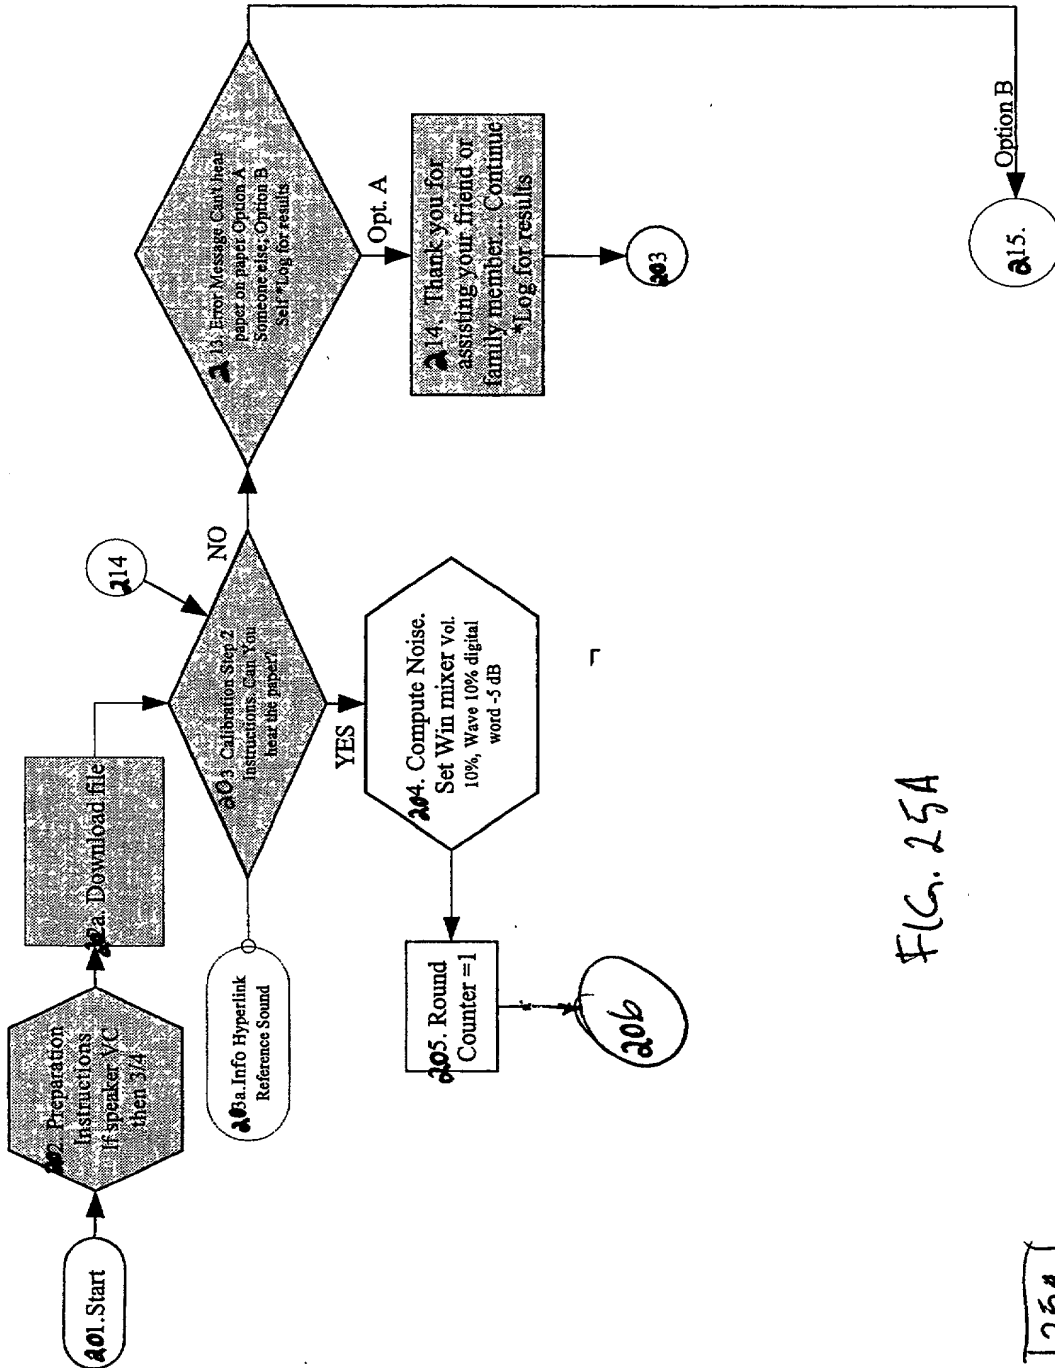 201.Start
202. Preparation
Instructions
If speaker VC
then 3/4
202a. Download file
203 Calibration Step 2
Instructions. Can You
hear the paper?
203a.Info Hyperlink
Reference Sound
214
NO
YES
213. Error Message Can't hear
paper on paper Option A
Someone else; Option B
Self *Log for results
Opt. A
214. Thank you for
assisting your friend or
family member... Continue
*Log for results
203
Option B
215.
204. Compute Noise.
Set Win mixer Vol.
10%, Wave 10% digital
word -5 dB
205. Round
Counter =1
206
FIG. 25A
25A